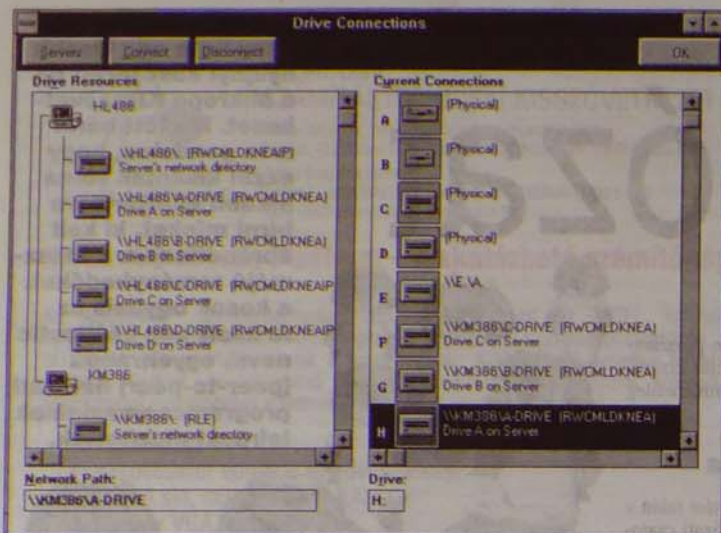 Drive Connections
Servers Connect Disconnect OK
Drive Resources
HL486
\\HL486\. (RWCMLDKNEA|P)
Server's network directory
\\HL486\A-DRIVE (RWCMLDKNEA)
Drive A on Server
\\HL486\B-DRIVE (RWCMLDKNEA)
Drive B on Server
\\HL486\C-DRIVE (RWCMLDKNEA|P
Drive C on Server
\\HL486\D-DRIVE (RWCMLDKNEA|P
Drive D on Server
KM386
\\KM386\. (RLE)
Server's network directory
Network Path:
\\KM386\A-DRIVE
Current Connections
A (Physical)
B (Physical)
C (Physical)
D (Physical)
E \\E.\A.
F \\KM386\C-DRIVE (RWCMLDKNEA)
Drive C on Server
G \\KM386\B-DRIVE (RWCMLDKNEA)
Drive B on Server
H \\KM386\A-DRIVE (RWCMLDKNEA)
Drive A on Server
Drive:
H: